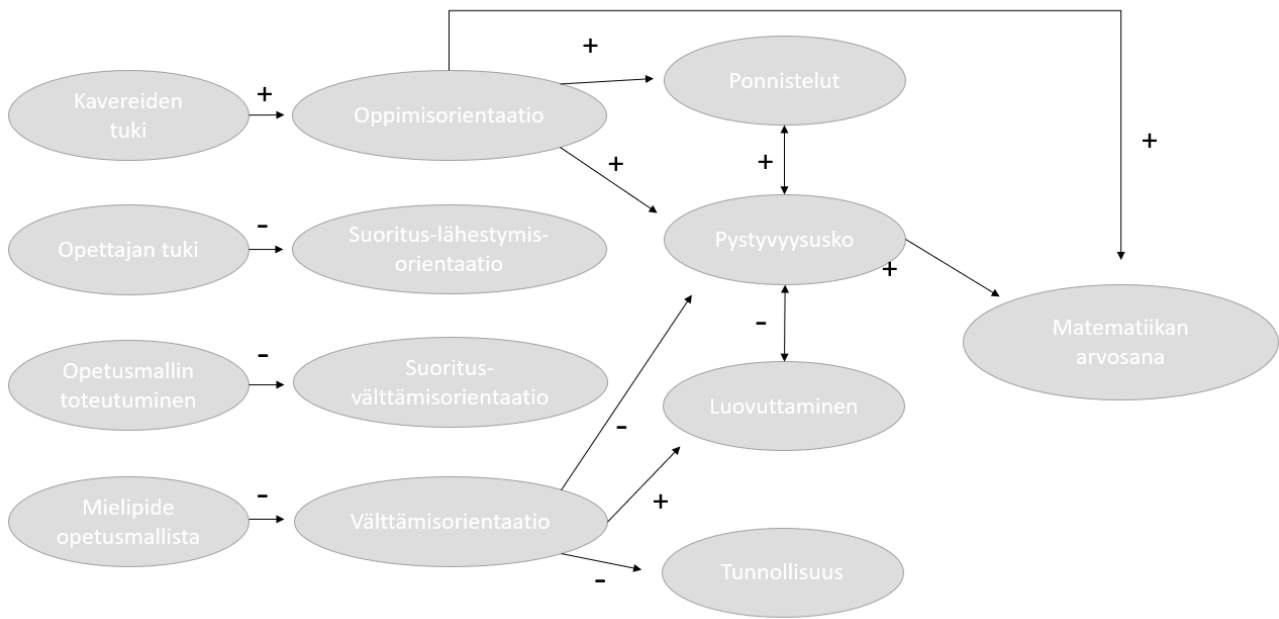 Kavereiden
tuki
+
Oppimisorientaatio
+
Ponnistelut
+
+
+
Opettajan tuki
-
Suoritus-lähestymis-
orientaatio
Pystyvyysusko
+
Opetusmallin
toteutuminen
-
Suoritus-
välttämisorientaatio
-
Luovuttaminen
Matematiikan
arvosana
-
Mielipide
opetusmallista
-
Välttämisorientaatio
+
-
Tunnollisuus